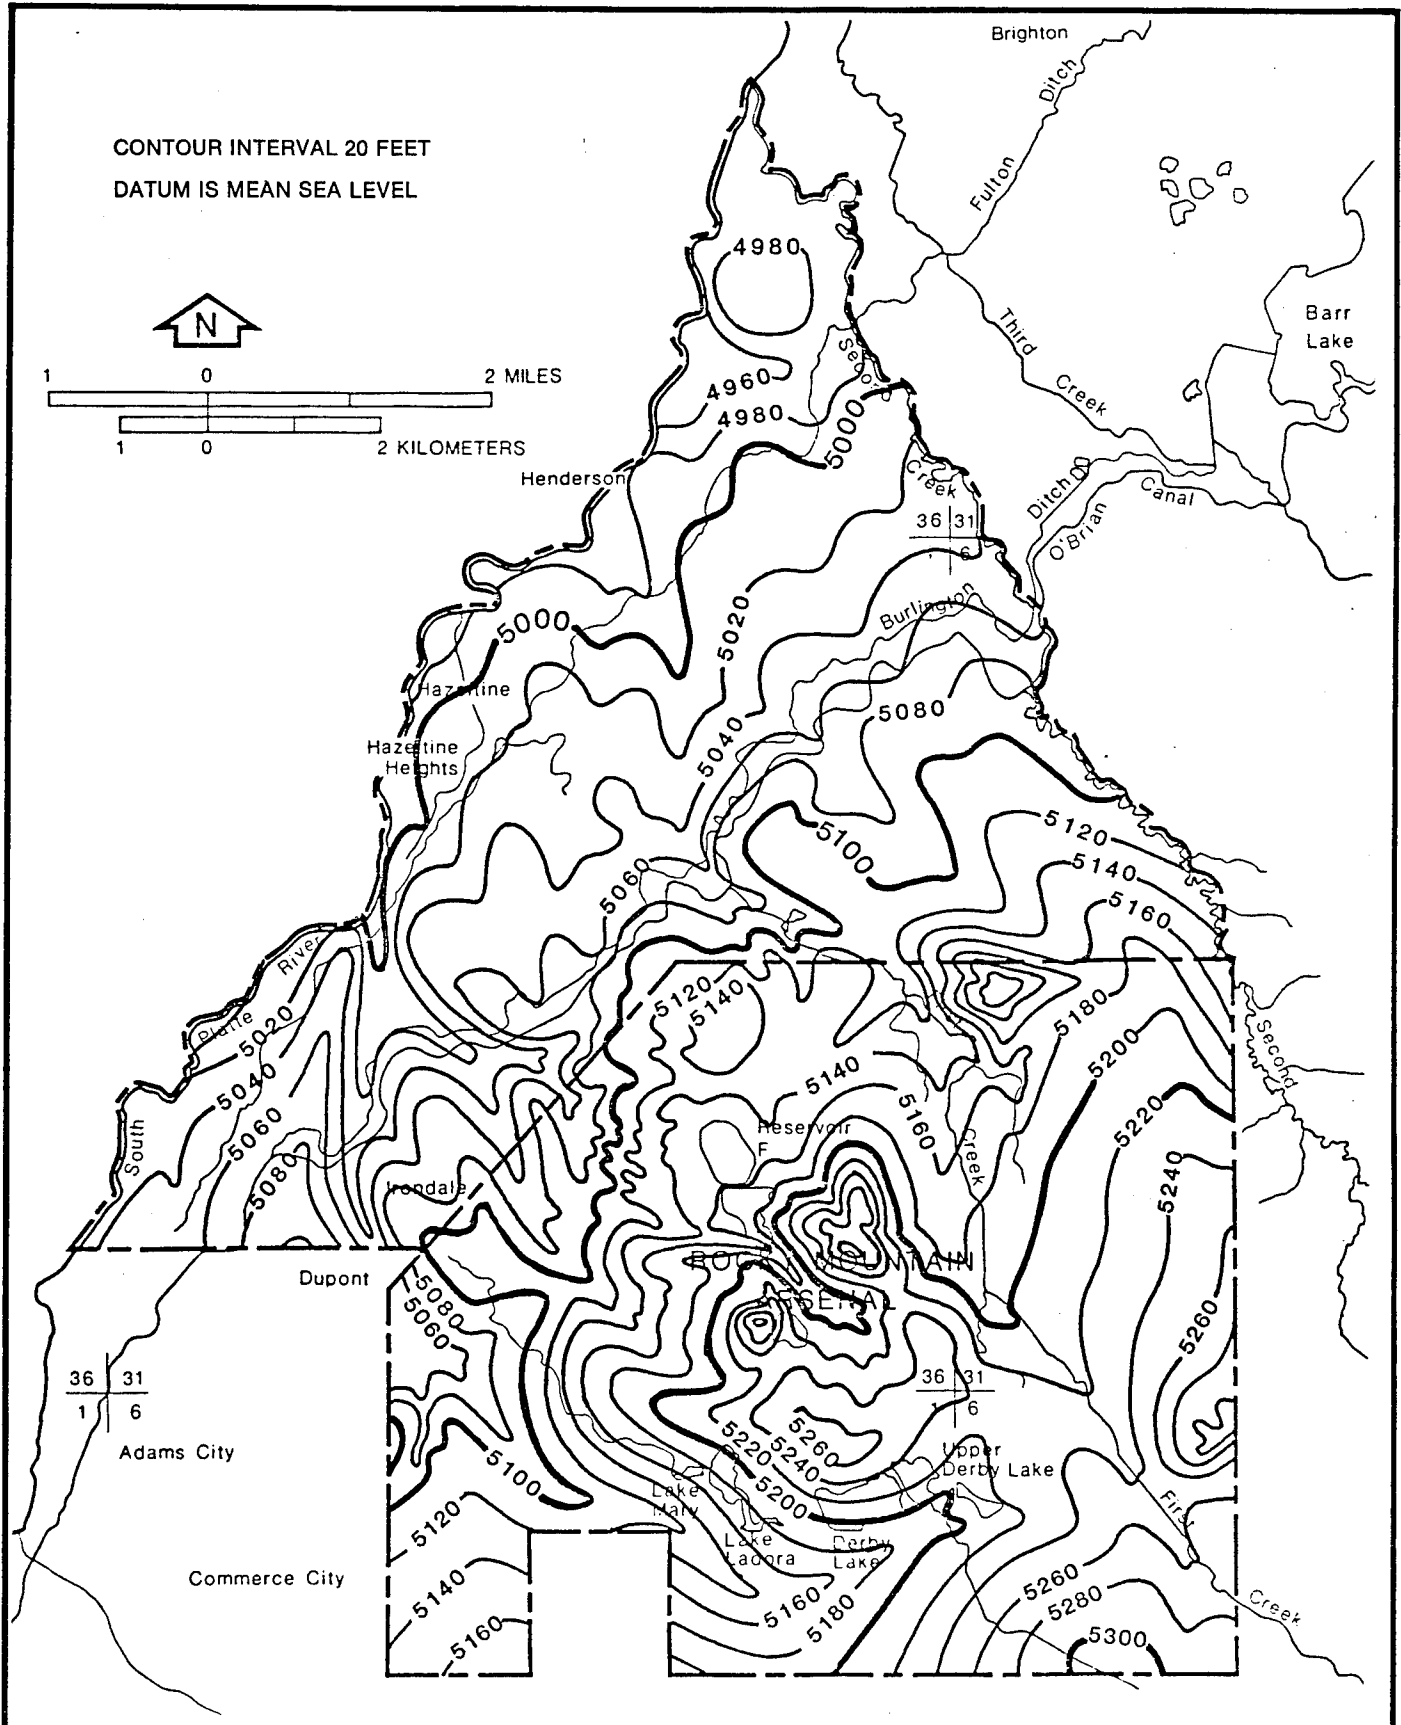 Brighton
Ditch
CONTOUR INTERVAL 20 FEET
DATUM IS MEAN SEA LEVEL
Fulton
4980
N
Third
Barr
Lake
Second
1 0 2 MILES
4960
Creek
4980
5000
1 0 2 KILOMETERS
Henderson
Creek
Ditch
Canal
36 31
6
O'Brian
Burlington
5000
5020
Hazeltine
5080
5040
Hazeltine
Heights
5100
5120
5140
5060
5160
River
5120
5140
Platte
5020
5180
5200
Second
5040
5140
5060
5160
5220
South
Reservoir
F
Creek
5080
5240
Irondale
ROCKY MOUNTAIN
ARSENAL
Dupont
5080
5060
5260
36 31
1 6
36 31
1 6
Adams City
5260
5240
5220
5200
Upper
Derby Lake
5100
Lake
Mary
First
5120
Lake
Ladora
Derby
Lake
Commerce City
5140
5160
5180
5260
5280
Creek
5160
5300